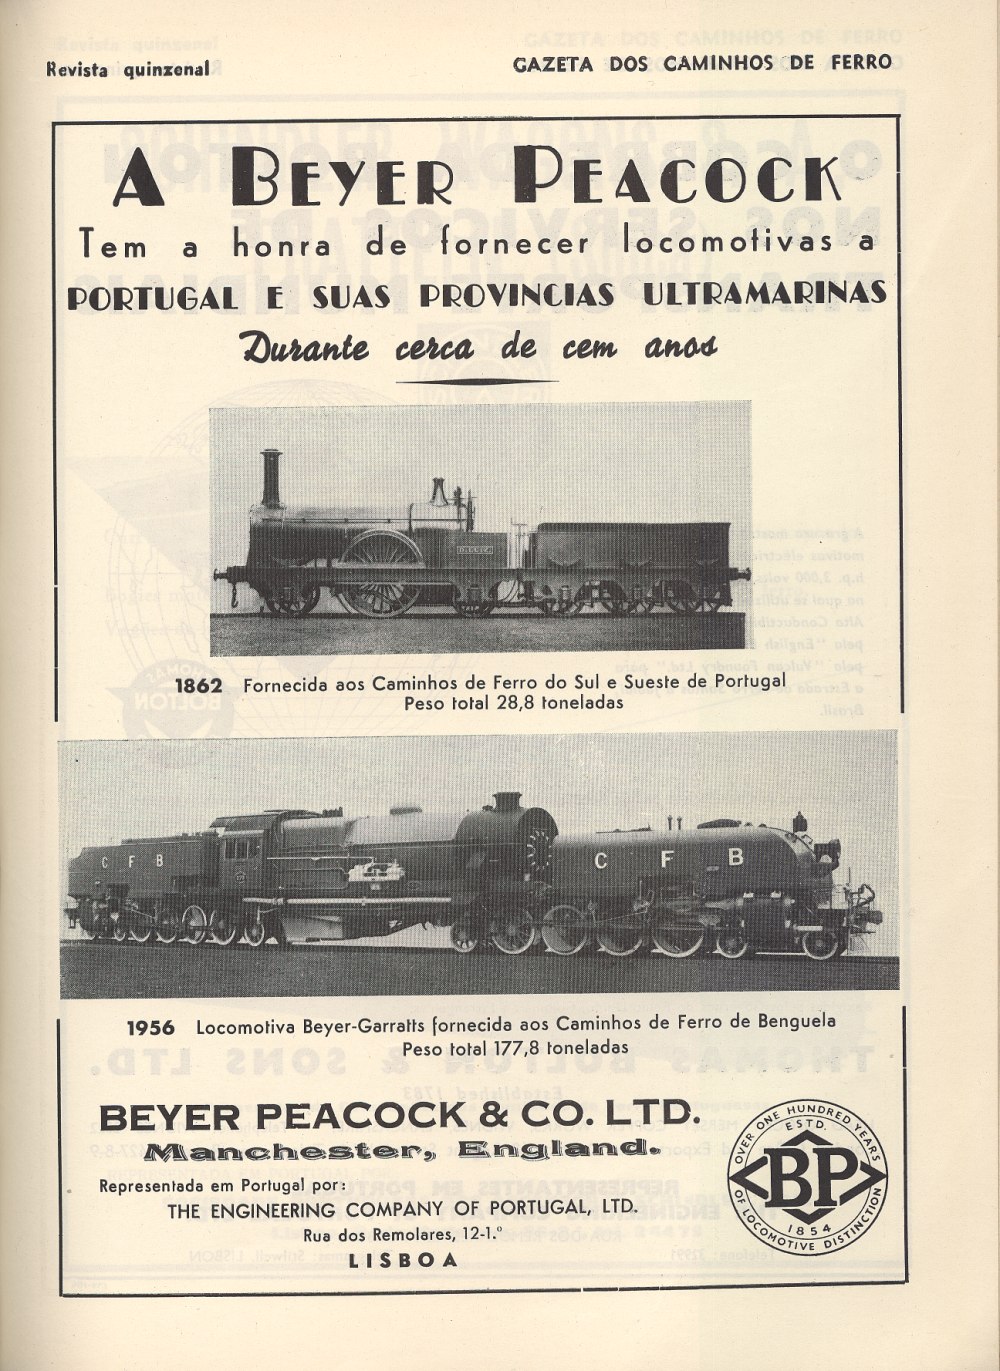 Revista quinzenal
GAZETA DOS CAMINHOS DE FERRO
A BEYER PEACOCK
Tem a honra de fornecer locomotivas a
PORTUGAL E SUAS PROVINCIAS ULTRAMARINAS
Durante cerca de cem anos
1862 Fornecida aos Caminhos de Ferro do Sul e Sueste de Portugal
Peso total 28,8 toneladas
C F B
C F B
1956 Locomotiva Beyer-Garratts fornecida aos Caminhos de Ferro de Benguela
Peso total 177,8 toneladas
BEYER PEACOCK & CO. LTD.
Manchester, England.
Representada em Portugal por:
THE ENGINEERING COMPANY OF PORTUGAL, LTD.
Rua dos Remolares, 12-1.º
LISBOA
OVER ONE HUNDRED YEARS
ESTD.
BP
1854
OF LOCOMOTIVE DISTINCTION